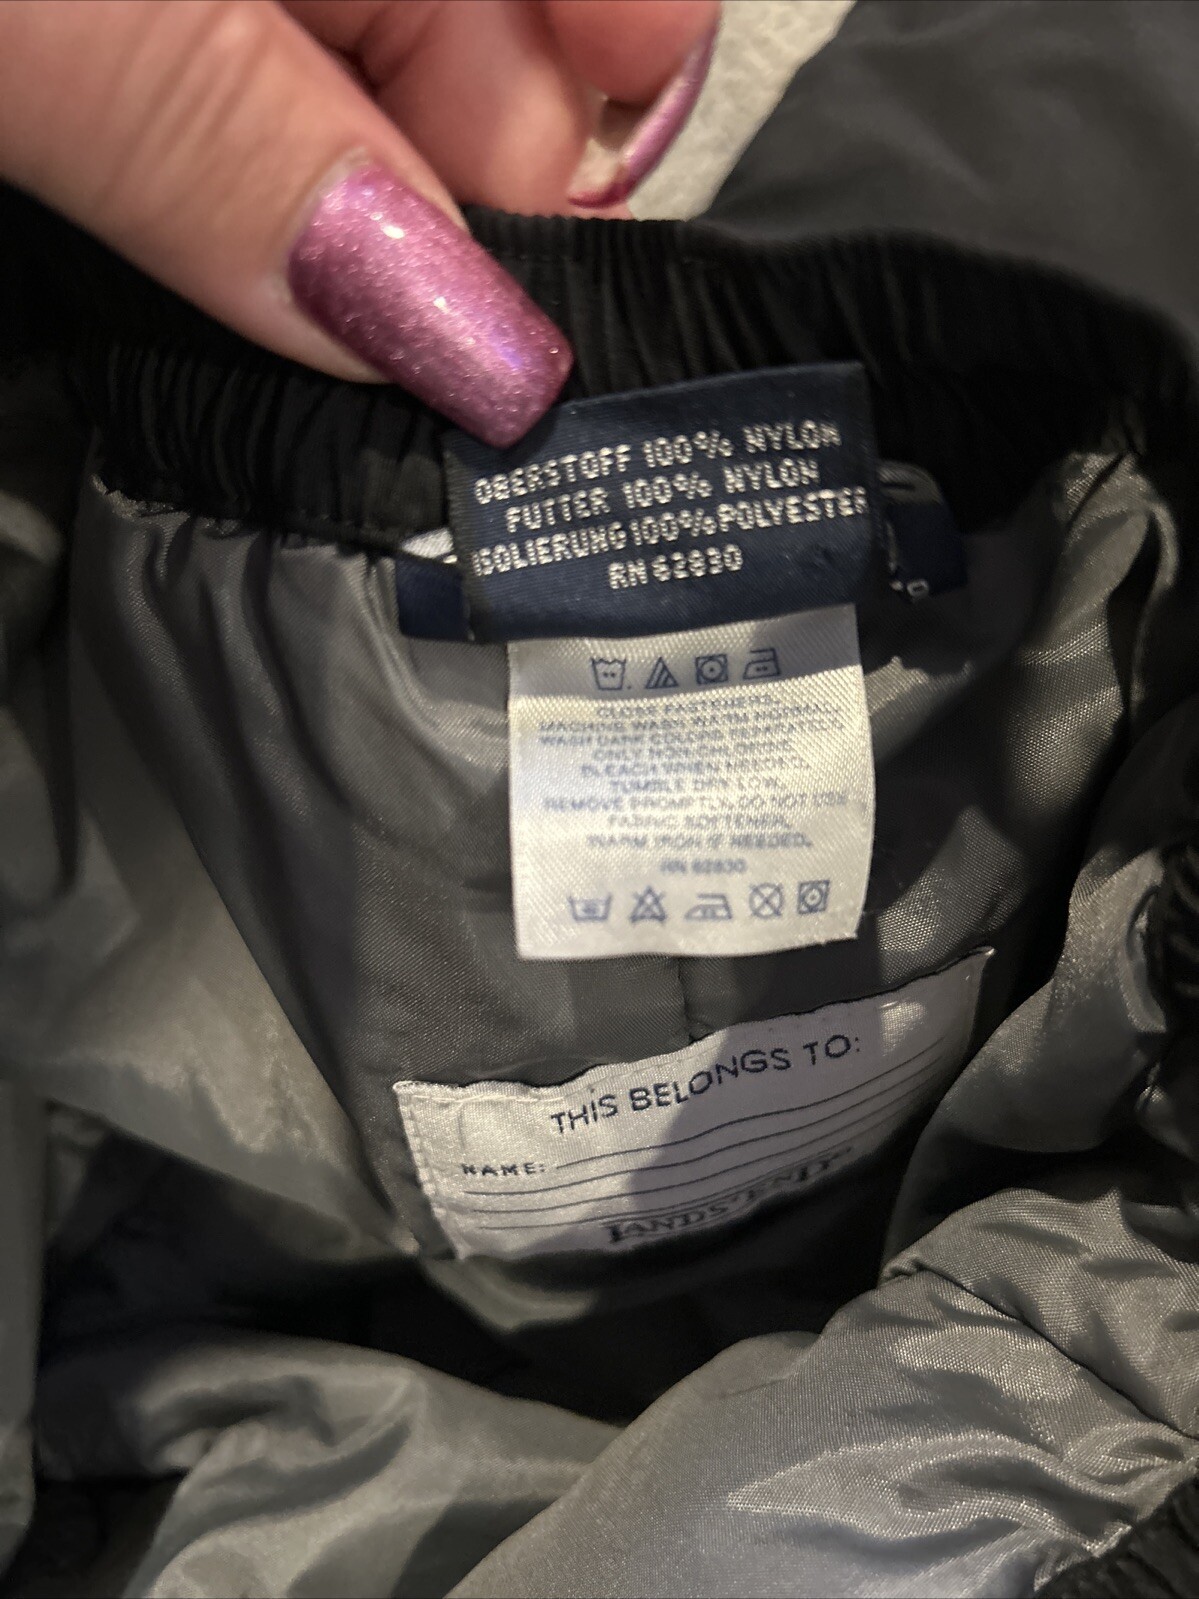 OBERSTOFF 100% NYLON
FUTTER 100% NYLON
ISOLIERUNG 100% POLYESTER
RN 62830
CLOSE FASTENERS.
MACHINE WASH WARM NORMAL.
WASH DARK COLORS SEPARATELY.
ONLY NON-CHLORINE
BLEACH WHEN NEEDED.
TUMBLE DRY LOW.
REMOVE PROMPTLY. DO NOT USE
FABRIC SOFTENER.
WARM IRON IF NEEDED.
RN 62830
THIS BELONGS TO:
NAME:
LANDS' END®